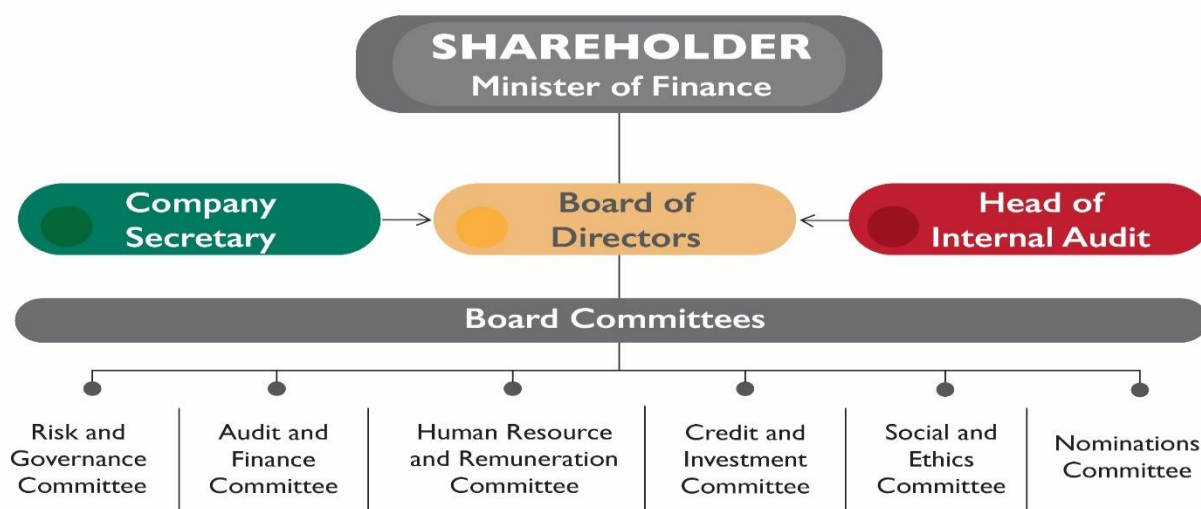 SHAREHOLDER
Minister of Finance
Company
Secretary
Board of
Directors
Head of
Internal Audit
Board Committees
Risk and
Governance
Committee
Audit and
Finance
Committee
Human Resource
and Remuneration
Committee
Credit and
Investment
Committee
Social and
Ethics
Committee
Nominations
Committee